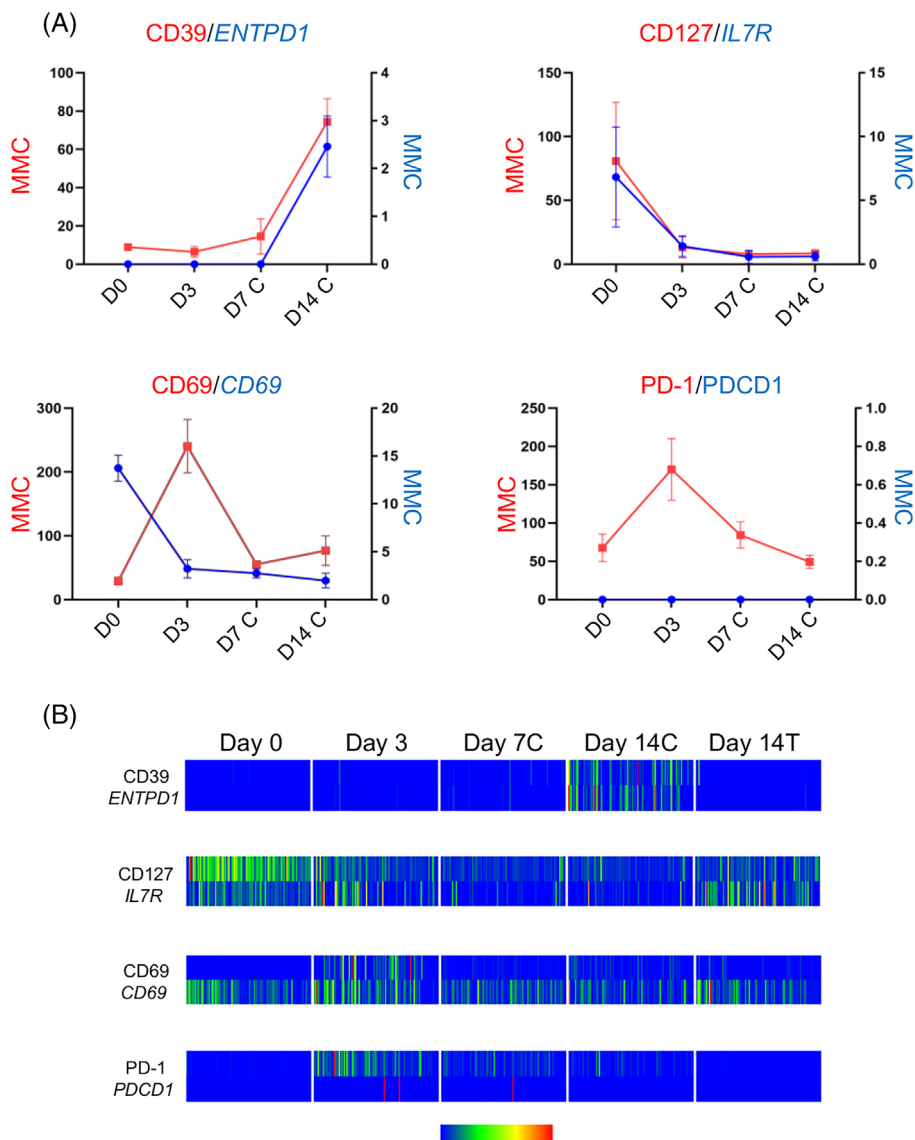 (A)
CD39/ENTPD1
CD127/IL7R
100
80
60
40
20
0
MMC
4
3
2
1
0
MMC
D0
D3
D7 C
D14 C
150
100
50
0
MMC
15
10
5
0
MMC
D0
D3
D7 C
D14 C
CD69/CD69
PD-1/PDCD1
300
200
100
0
MMC
20
15
10
5
0
MMC
D0
D3
D7 C
D14 C
250
200
150
100
50
0
MMC
1.0
0.8
0.6
0.4
0.2
0.0
MMC
D0
D3
D7 C
D14 C
(B)
Day 0 Day 3 Day 7C Day 14C Day 14T
CD39
ENTPD1
CD127
IL7R
CD69
CD69
PD-1
PDCD1